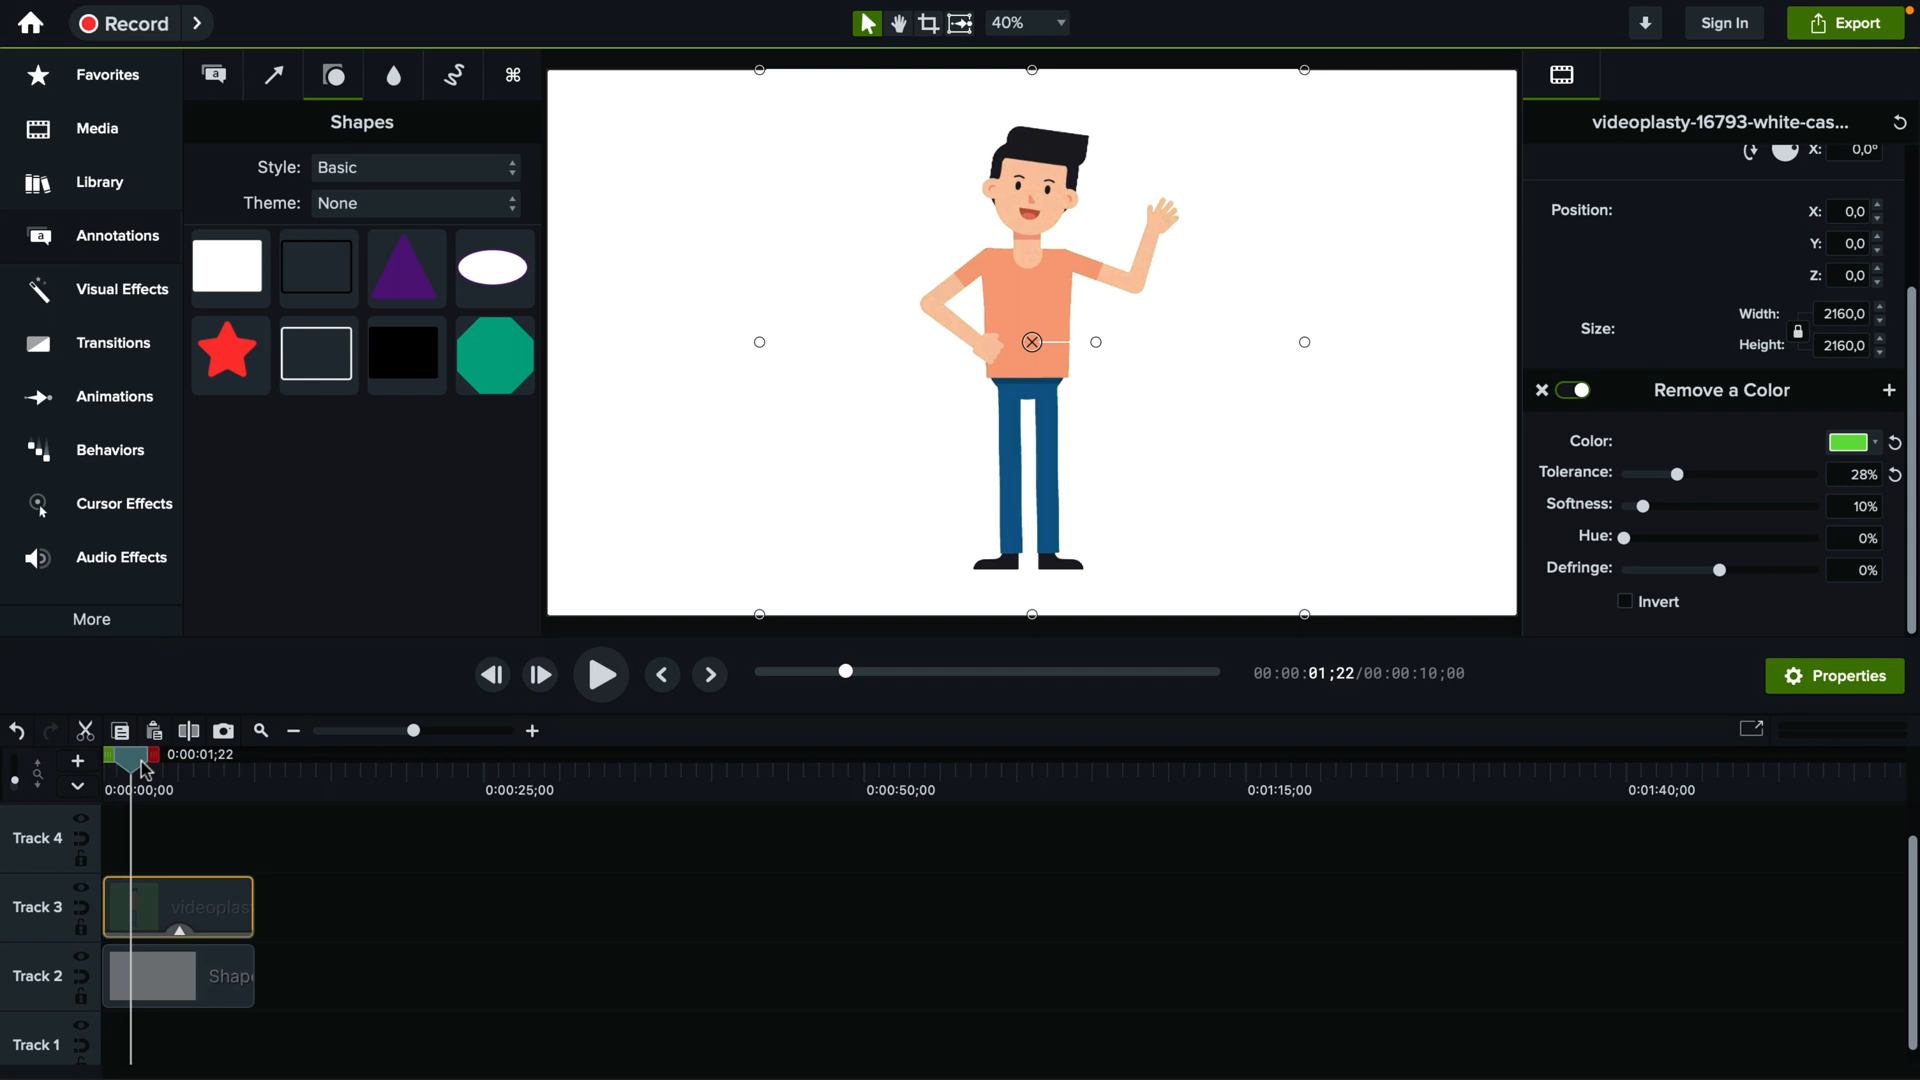 Record
40%
Sign In
Export
Favorites
Media
Library
Annotations
Visual Effects
Transitions
Animations
Behaviors
Cursor Effects
Audio Effects
More
a
a
Shapes
Style: Basic
Theme: None
videoplasty-16793-white-cas...
X: 0,0º
Position: X: 0,0
Y: 0,0
Z: 0,0
Size: Width: 2160,0
Height: 2160,0
Remove a Color
Color:
Tolerance: 28%
Softness: 10%
Hue: 0%
Defringe: 0%
Invert
00:00:01;22/00:00:10;00
Properties
0:00:01;22
0:00:00;00 0:00:25;00 0:00:50;00 0:01:15;00 0:01:40;00
Track 4
Track 3 videoplas
Track 2 Shap
Track 1